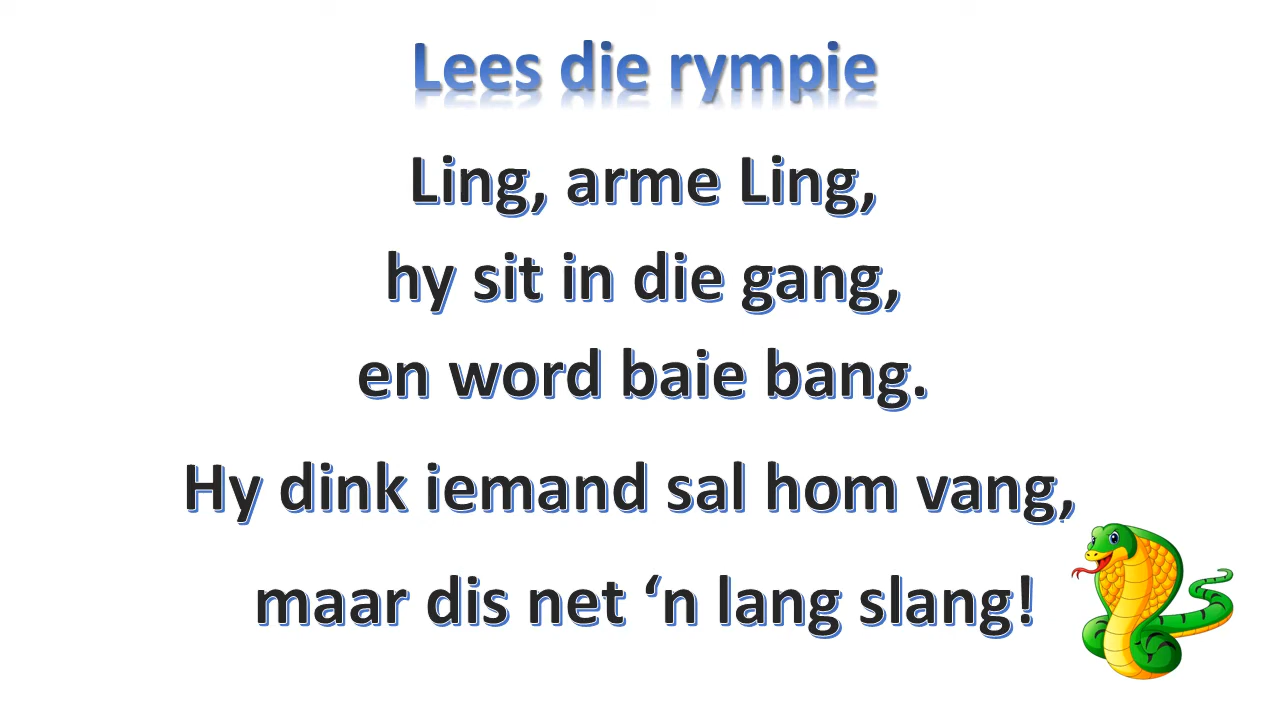 Lees die rympie
Ling, arme Ling,
hy sit in die gang,
en word baie bang.
Hy dink iemand sal hom vang,
maar dis net ‘n lang slang!